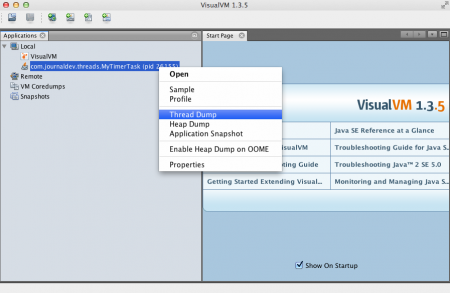 VisualVM 1.3.5
Applications
Start Page
Local
VisualVM
com.journaldev.threads.MyTimerTask (pid 26155)
Remote
VM Coredumps
Snapshots
Open
Sample
Profile
Thread Dump
Heap Dump
Application Snapshot
Enable Heap Dump on OOME
Properties
VisualVM 1.3.5
Java SE Reference at a Glance
isualVM
Troubleshooting Guide for Java S...
ting Guide
Troubleshooting Java™ 2 SE 5.0
Getting Started Extending Visual...
Monitoring and Managing Java S...
Show On Startup